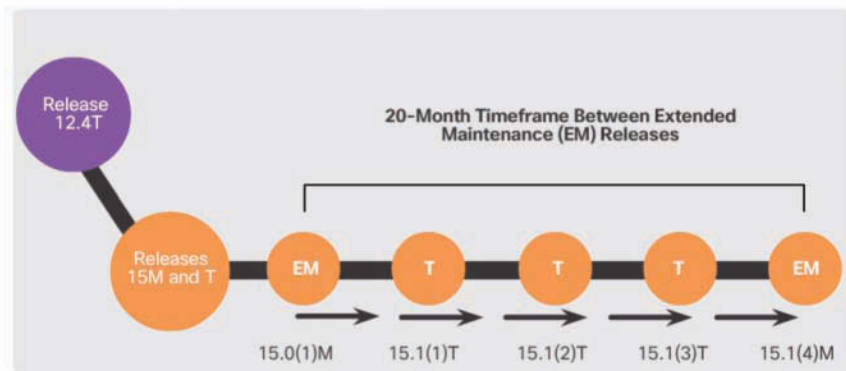 Release
12.4T
20-Month Timeframe Between Extended
Maintenance (EM) Releases
Releases
15M and T
EM
T
T
T
EM
15.0(1)M
15.1(1)T
15.1(2)T
15.1(3)T
15.1(4)M